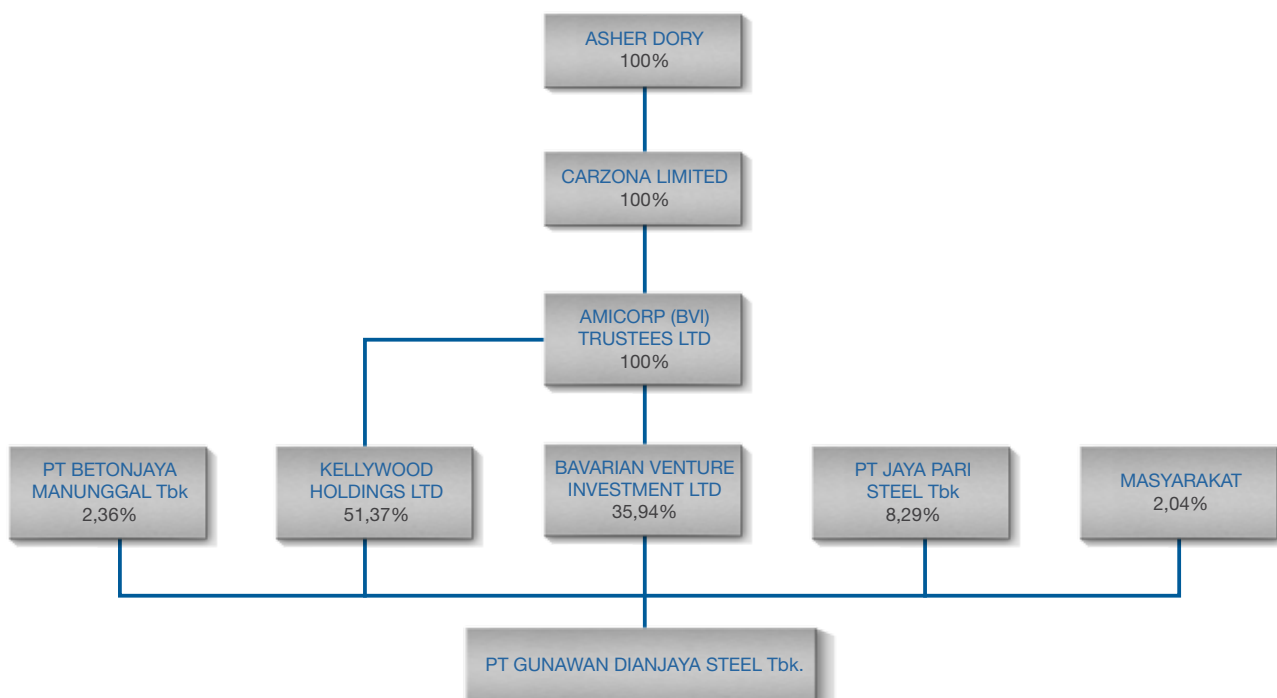 ASHER DORY
100%
CARZONA LIMITED
100%
AMICORP (BVI)
TRUSTEES LTD
100%
PT BETONJAYA
MANUNGGAL Tbk
2,36%
KELLYWOOD
HOLDINGS LTD
51,37%
BAVARIAN VENTURE
INVESTMENT LTD
35,94%
PT JAYA PARI
STEEL Tbk
8,29%
MASYARAKAT
2,04%
PT GUNAWAN DIANJAYA STEEL Tbk.